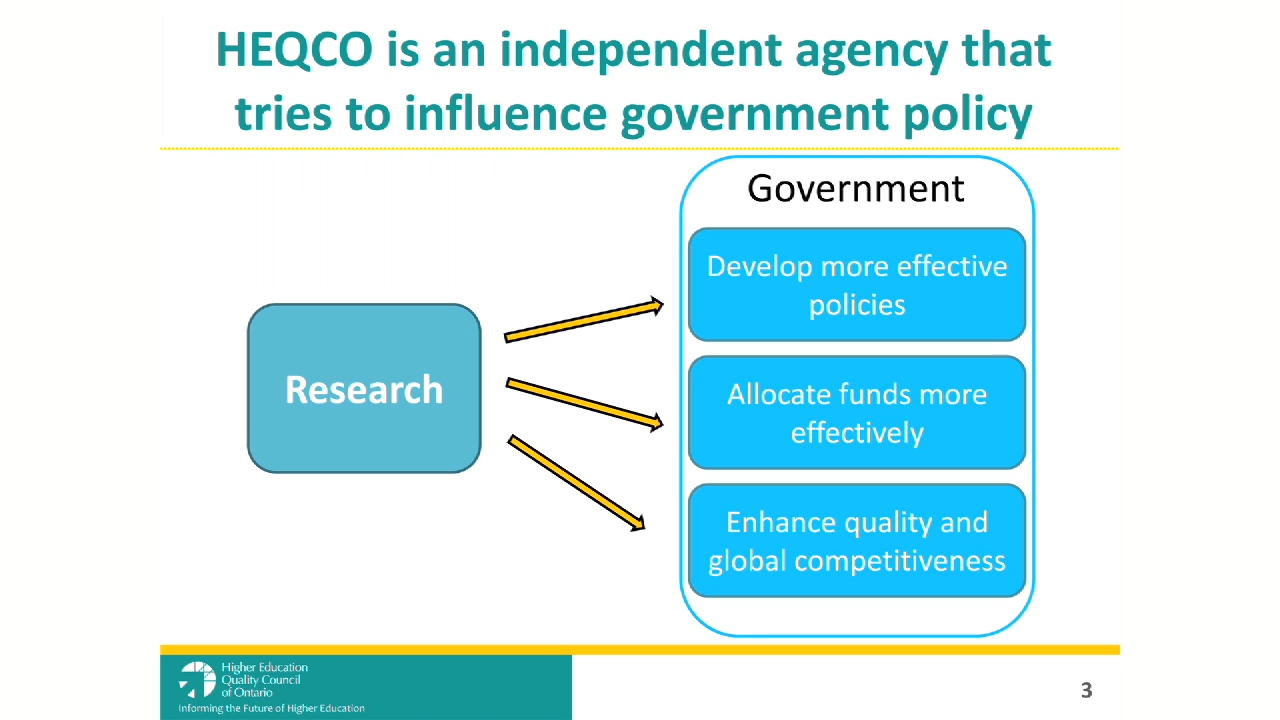 HEQCO is an independent agency that
tries to influence government policy
Government
Develop more effective
policies
Research
Allocate funds more
effectively
Enhance quality and
global competitiveness
Higher Education
Quality Council
of Ontario
Informing the Future of Higher Education
3